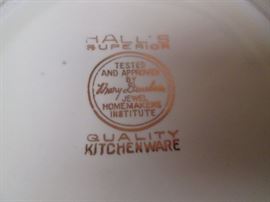 HALL'S
SUPERIOR
TESTED
AND APPROVED
BY
Mary Dunbar
JEWEL
HOMEMAKERS
INSTITUTE
QUALITY
KITCHENWARE